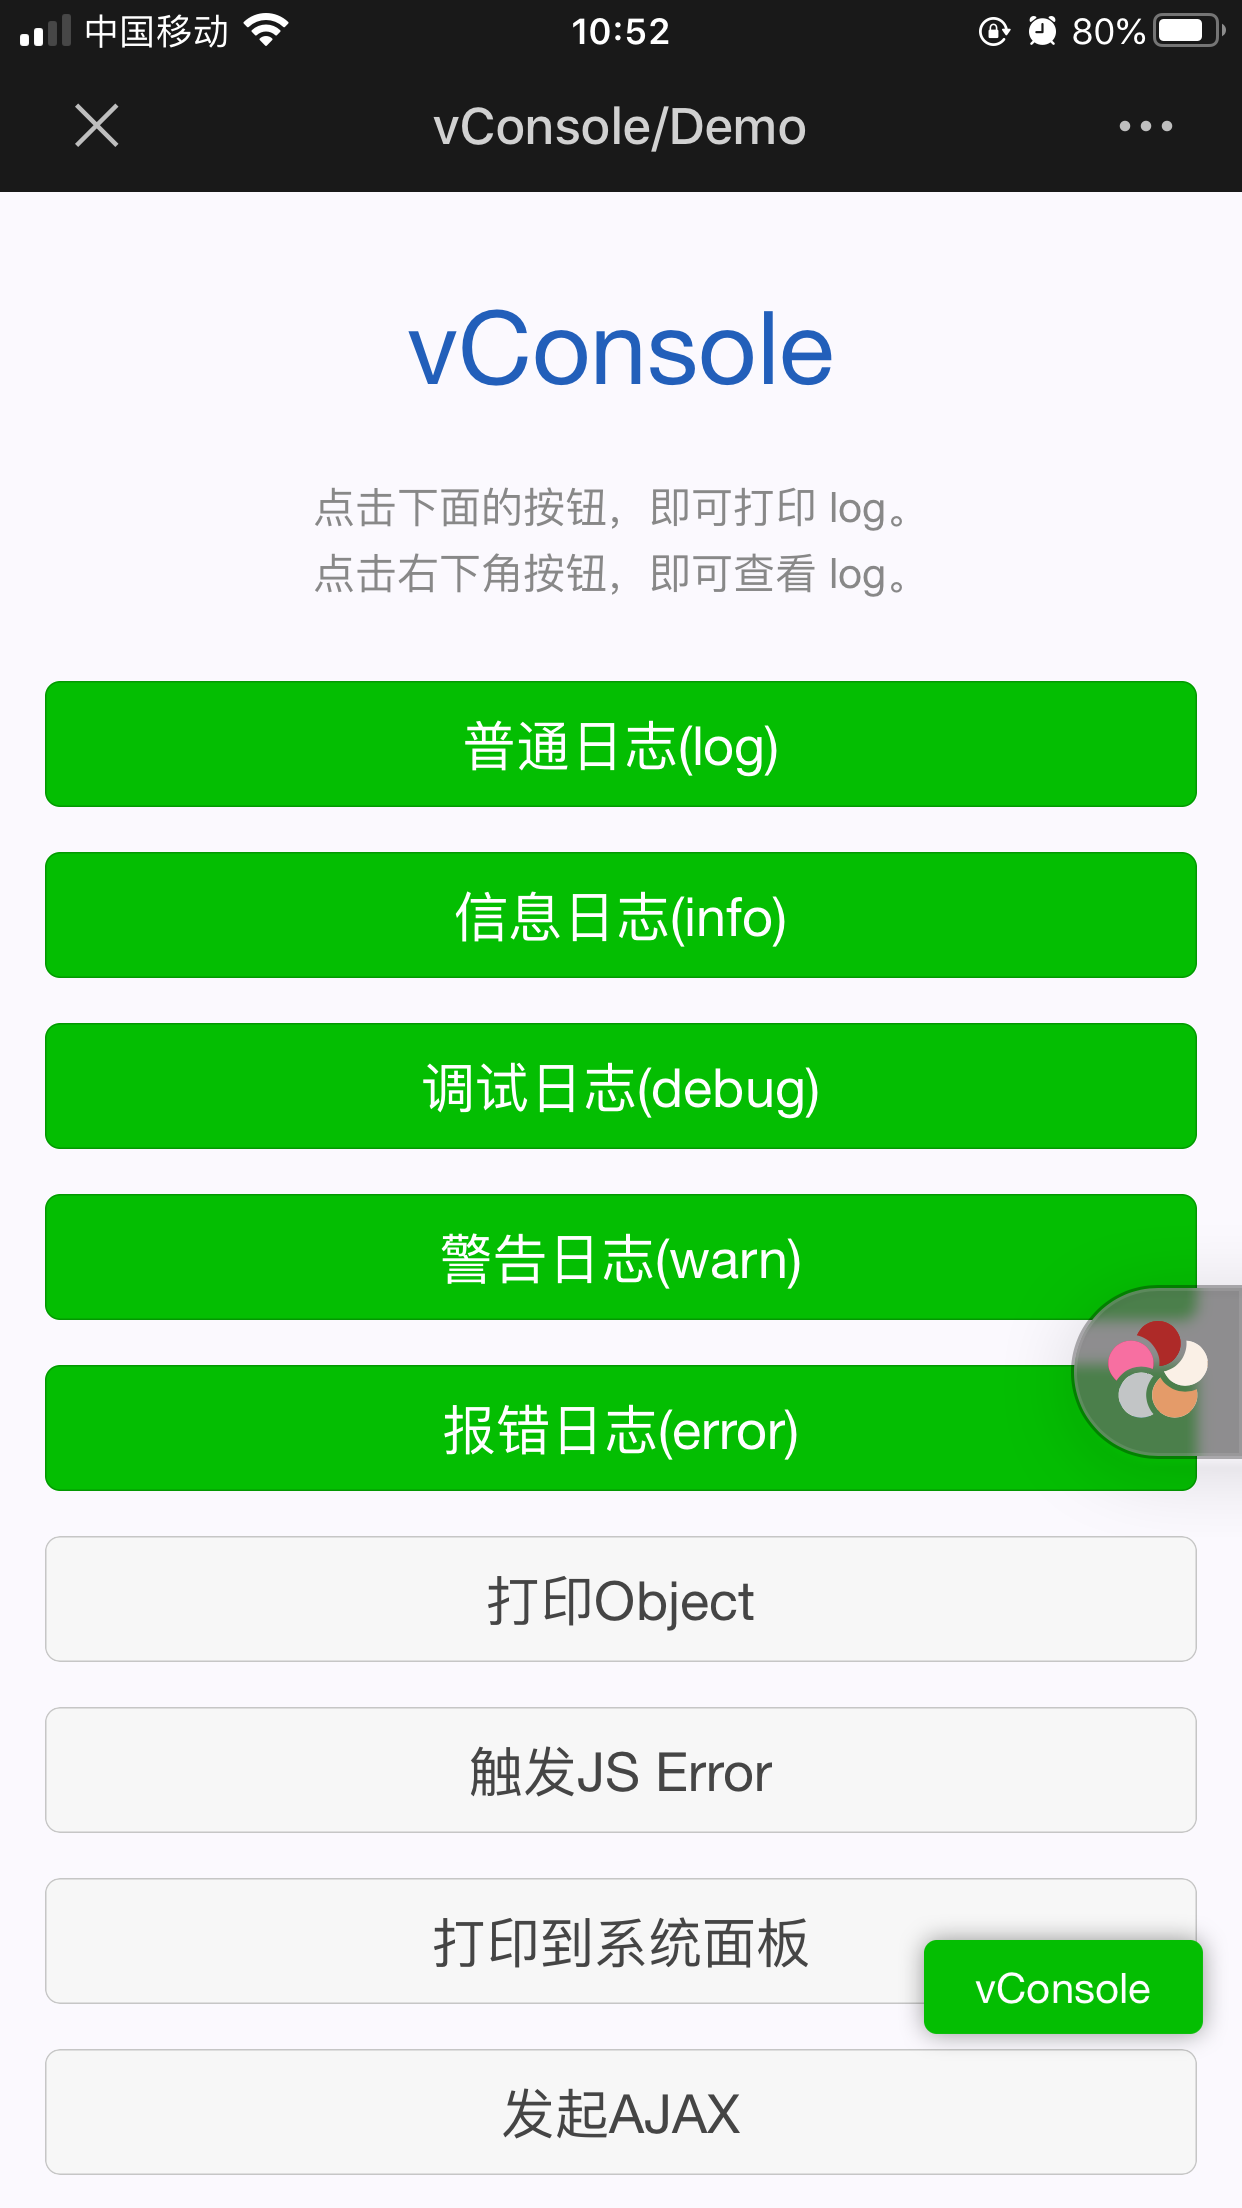 中国移动
10:52
80%
vConsole/Demo
vConsole
点击下面的按钮，即可打印 log。
点击右下角按钮，即可查看 log。
普通日志(log)
信息日志(info)
调试日志(debug)
警告日志(warn)
报错日志(error)
打印Object
触发JS Error
打印到系统面板
vConsole
发起AJAX